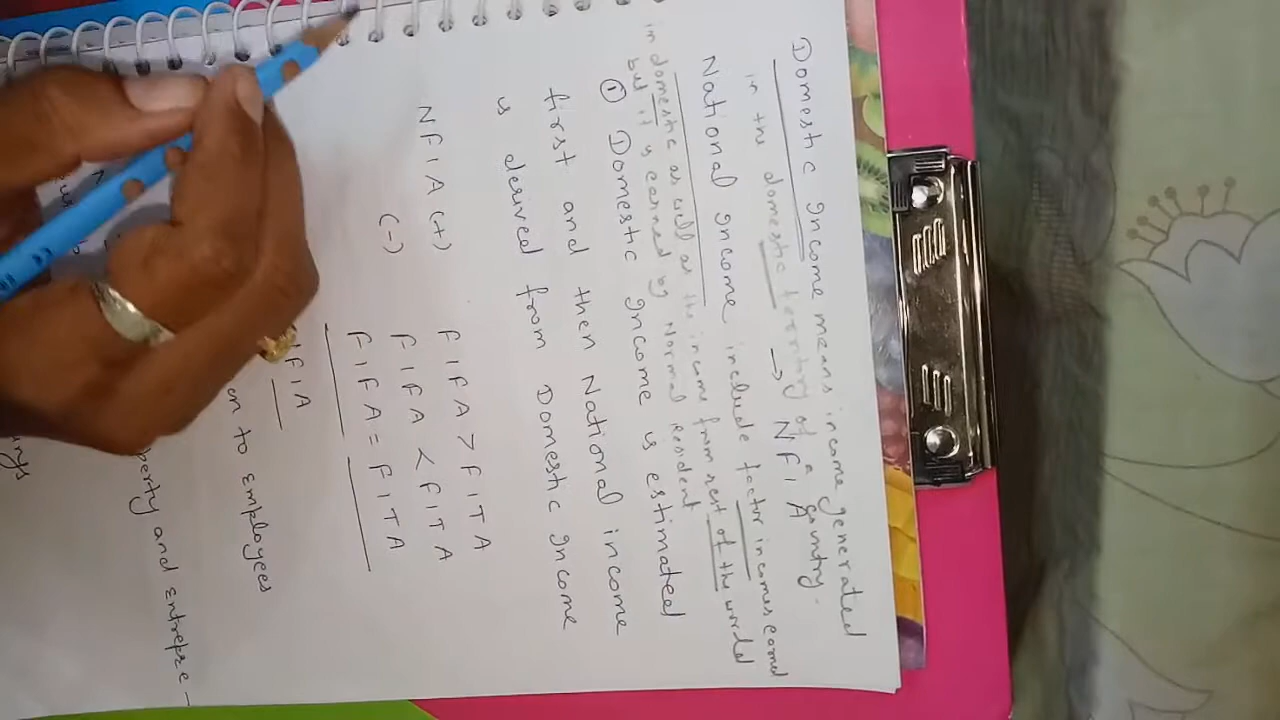 Domestic Income means income generated
in the domestic territory of a country.
→ NFIA
National Income include factor incomes earned
in domestic as well as the income from rest of the world
but it is earned by Normal Resident
① Domestic Income is estimated
first and then National income
is derived from Domestic Income
NFIA (+) FIFA > FITA
(-) FIFA < FITA
FIFA = FITA
FIA
on to Employees
perty and Entrepre-